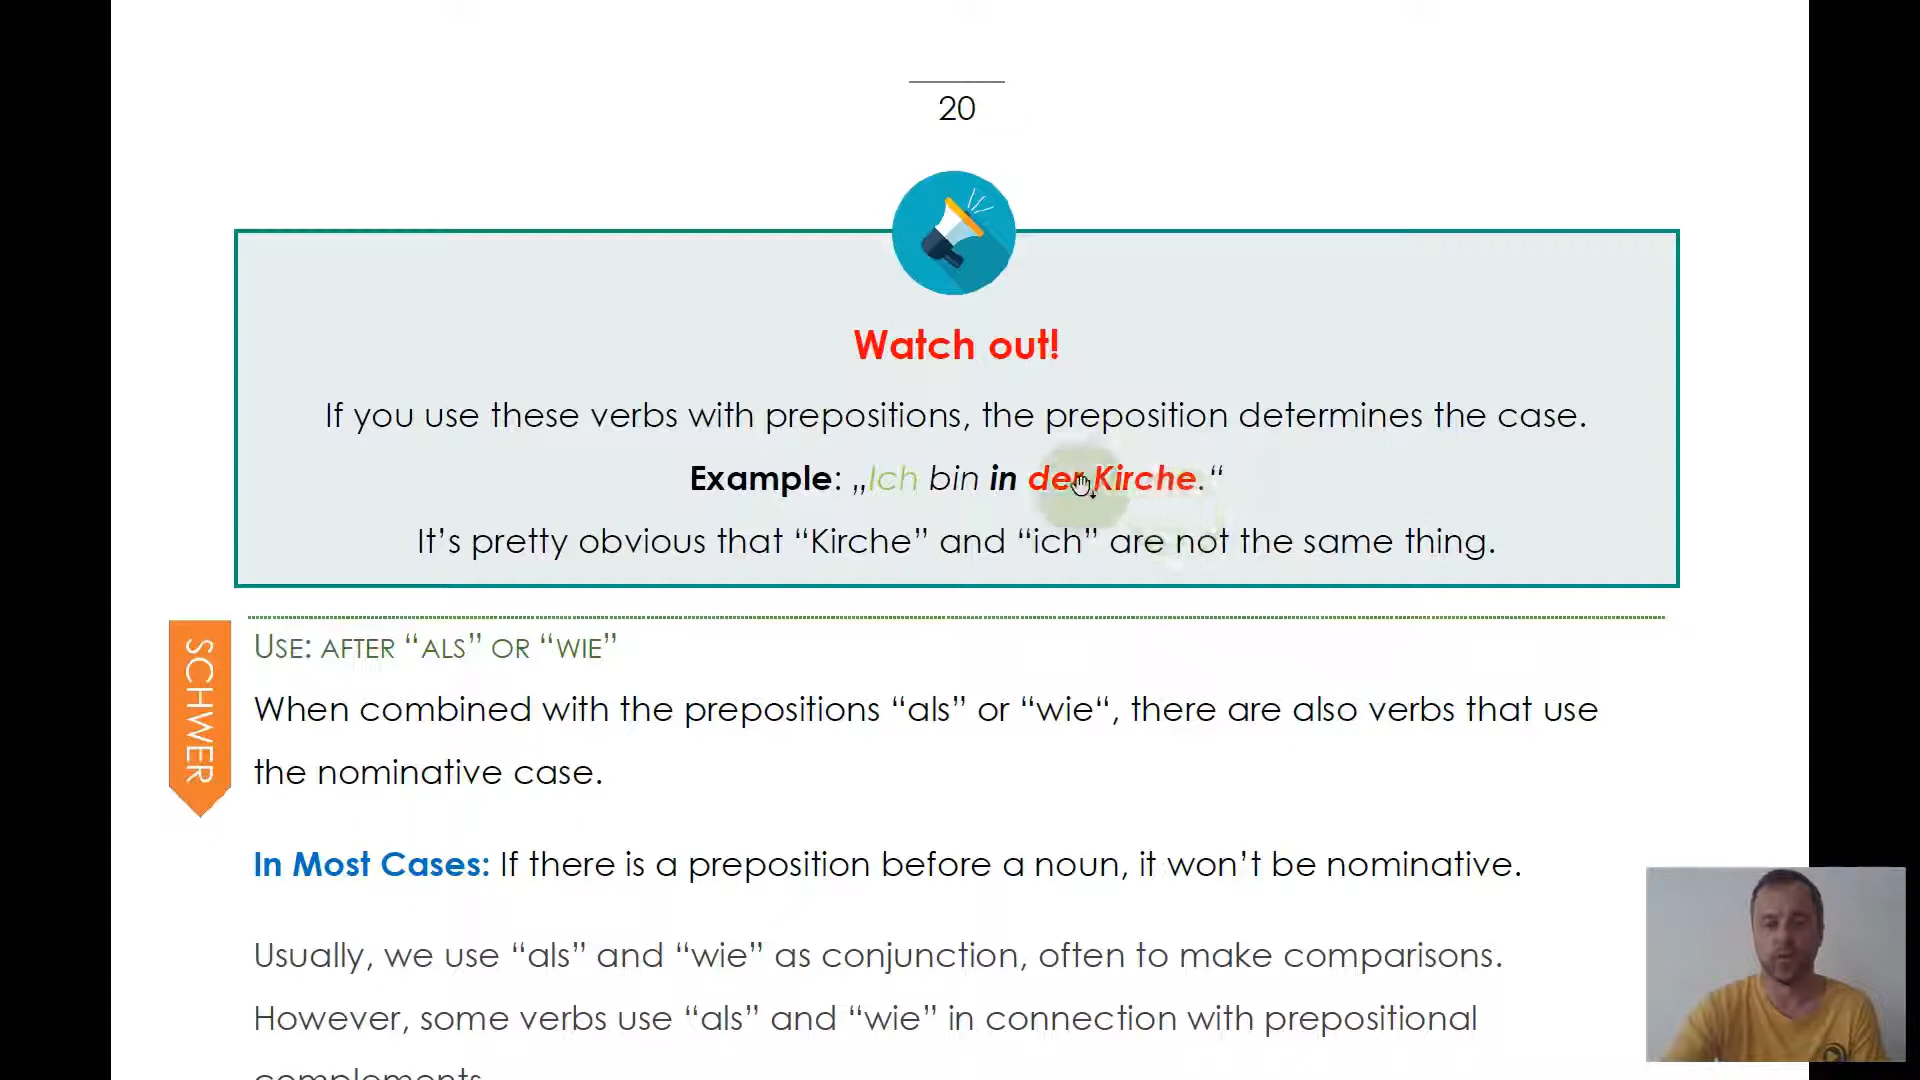 20
Watch out!
If you use these verbs with prepositions, the preposition determines the case.
Example: „Ich bin in der Kirche.“
It’s pretty obvious that “Kirche” and “ich” are not the same thing.
SCHWER
USE: AFTER “ALS” OR “WIE”
When combined with the prepositions “als” or “wie“, there are also verbs that use
the nominative case.
In Most Cases: If there is a preposition before a noun, it won’t be nominative.
Usually, we use “als” and “wie” as conjunction, often to make comparisons.
However, some verbs use “als” and “wie” in connection with prepositional
complements